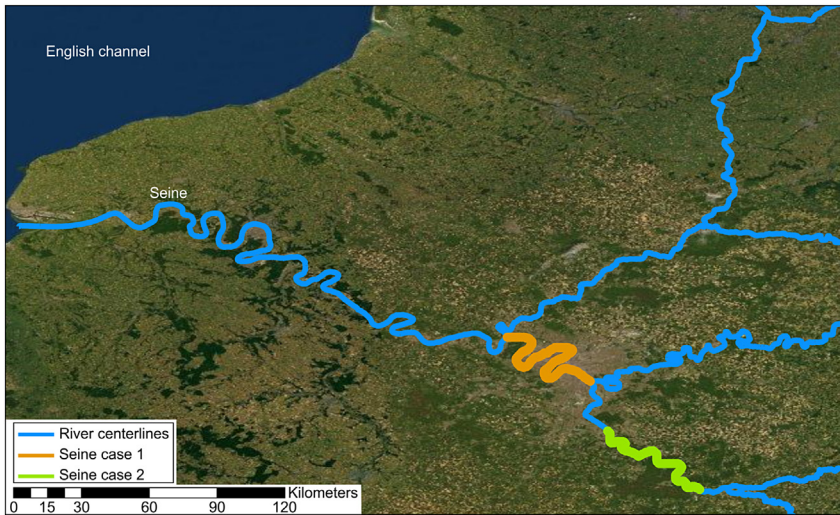 English channel
Seine
River centerlines
Seine case 1
Seine case 2
Kilometers
0 15 30 60 90 120